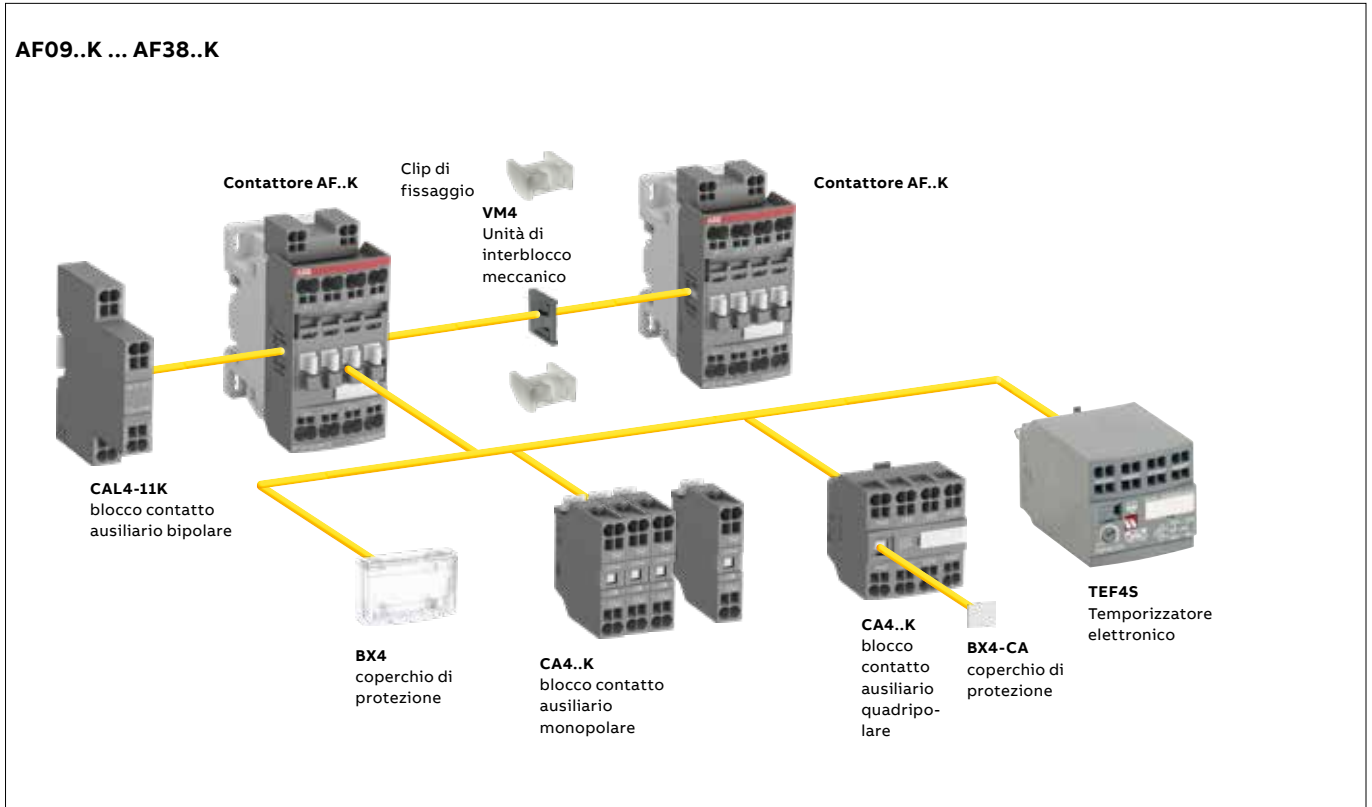 AF09..K ... AF38..K
Contattore AF..K
Clip di
fissaggio
VM4
Unità di
interblocco
meccanico
Contattore AF..K
ABB
ABB
CAL4-11K
blocco contatto
ausiliario bipolare
BX4
coperchio di
protezione
CA4..K
blocco contatto
ausiliario
monopolare
CA4..K
blocco
contatto
ausiliario
quadripo-
lare
BX4-CA
coperchio di
protezione
TEF4S
Temporizzatore
elettronico